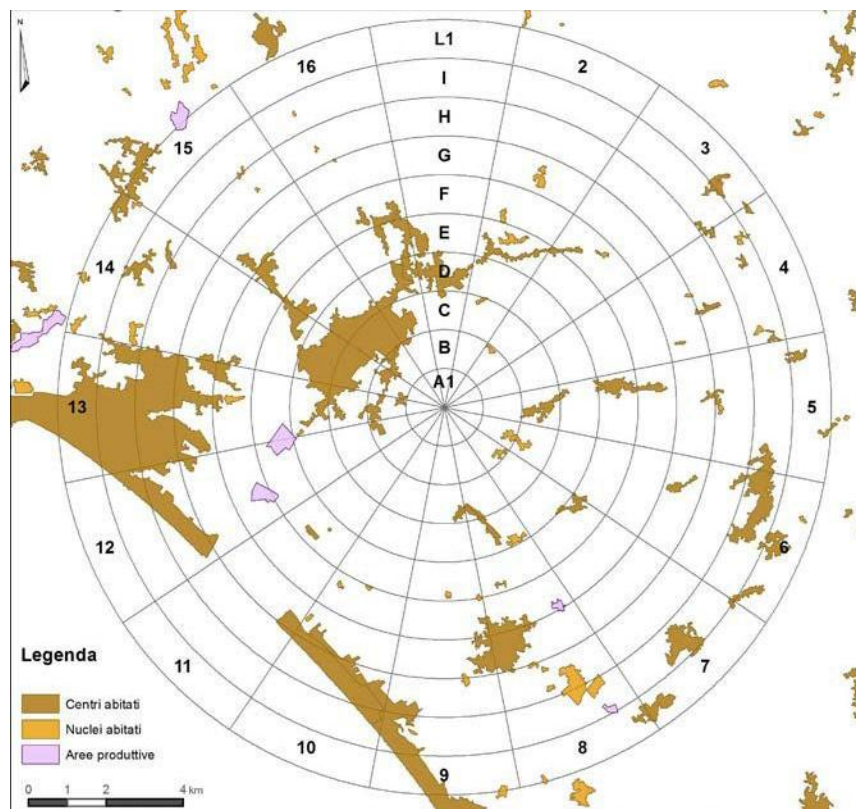 N
L1
16
2
I
H
15
3
G
F
E
14
4
D
C
B
A1
13
5
12
6
Legenda
11
7
Centri abitati
Nuclei abitati
10
8
Aree produttive
9
0 1 2 4 km